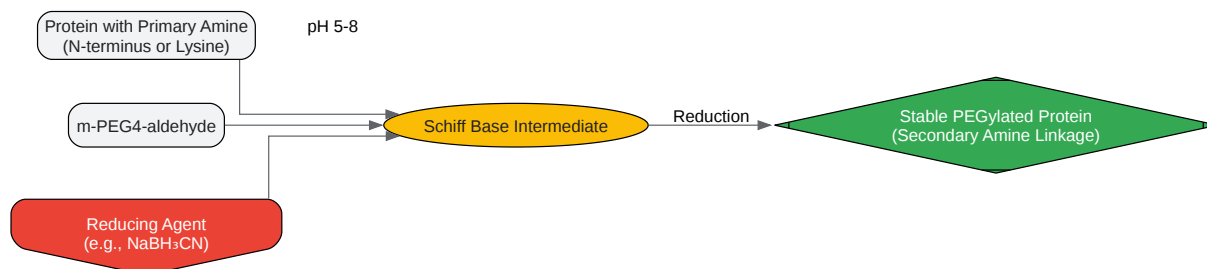 Protein with Primary Amine
(N-terminus or Lysine)
pH 5-8
m-PEG4-aldehyde
Schiff Base Intermediate
Reduction
Stable PEGylated Protein
(Secondary Amine Linkage)
Reducing Agent
(e.g., NaBH₃CN)